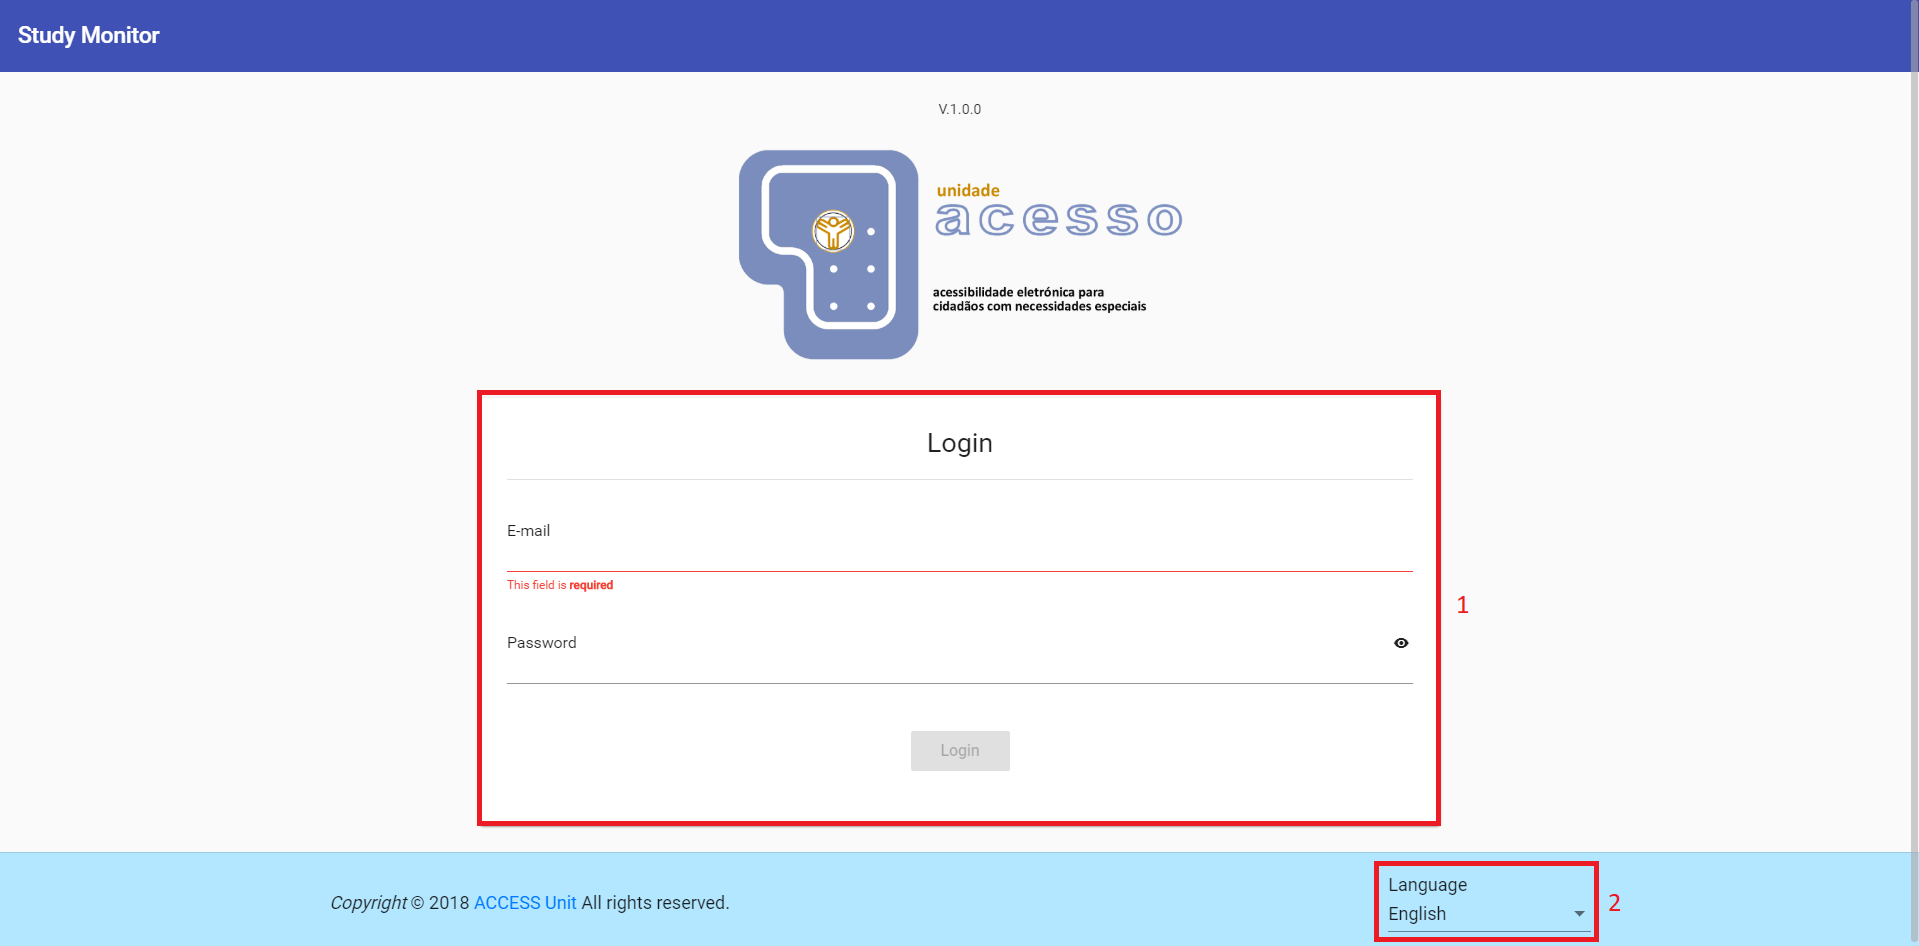 Study Monitor
V.1.0.0
unidade
acesso
acessibilidade eletrónica para
cidadãos com necessidades especiais
Login
E-mail
This field is required
1
Password
Login
Language
Copyright © 2018 ACCESS Unit All rights reserved.
English
2